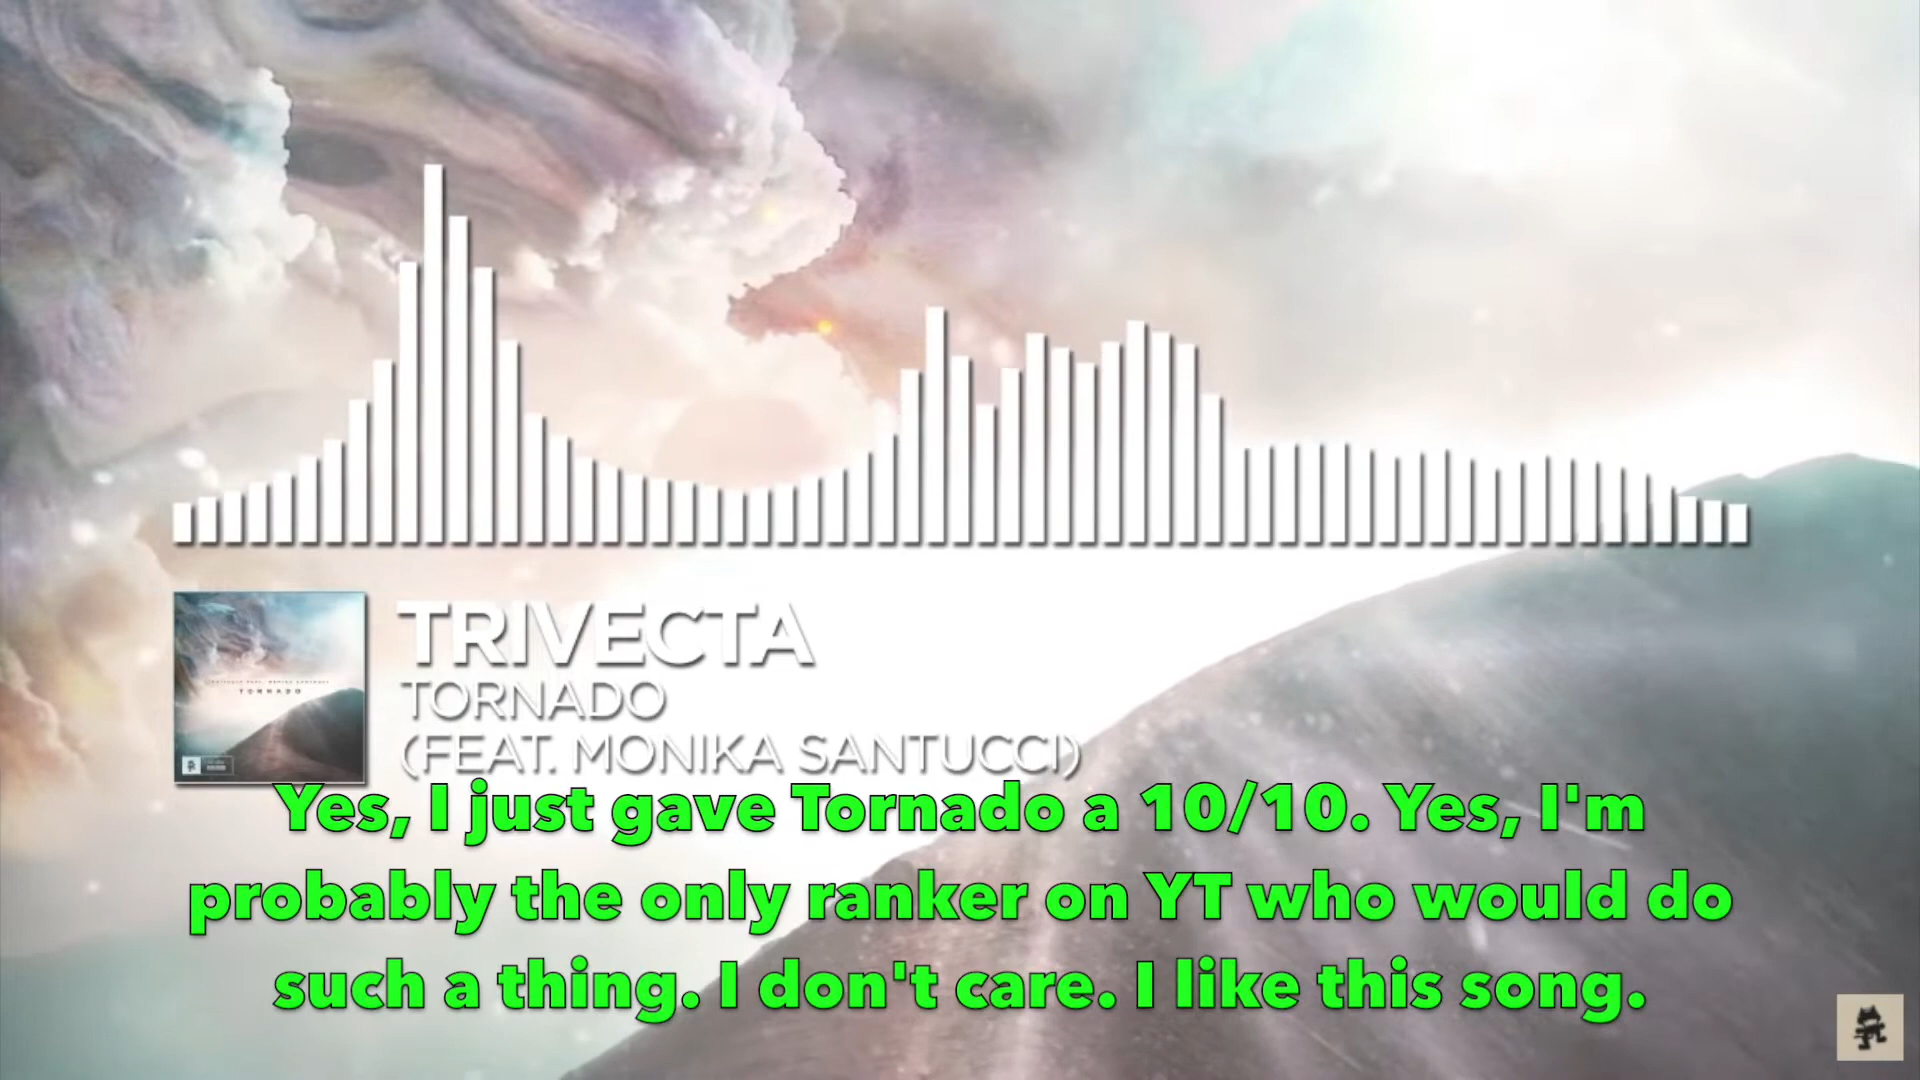 TRIVECTA
TORNADO
(FEAT. MONIKA SANTUCCI)
TORNADO
Yes, I just gave Tornado a 10/10. Yes, I'm
probably the only ranker on YT who would do
such a thing. I don't care. I like this song.